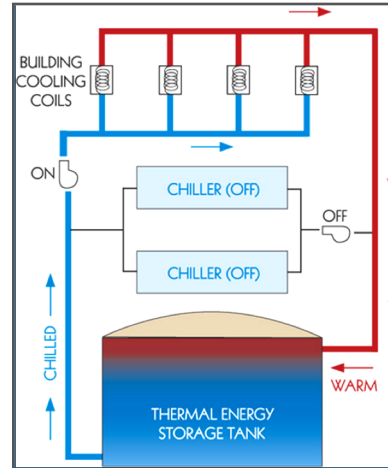 BUILDING
COOLING
COILS
ON
CHILLER (OFF)
OFF
CHILLER (OFF)
CHILLED
WARM
THERMAL ENERGY
STORAGE TANK